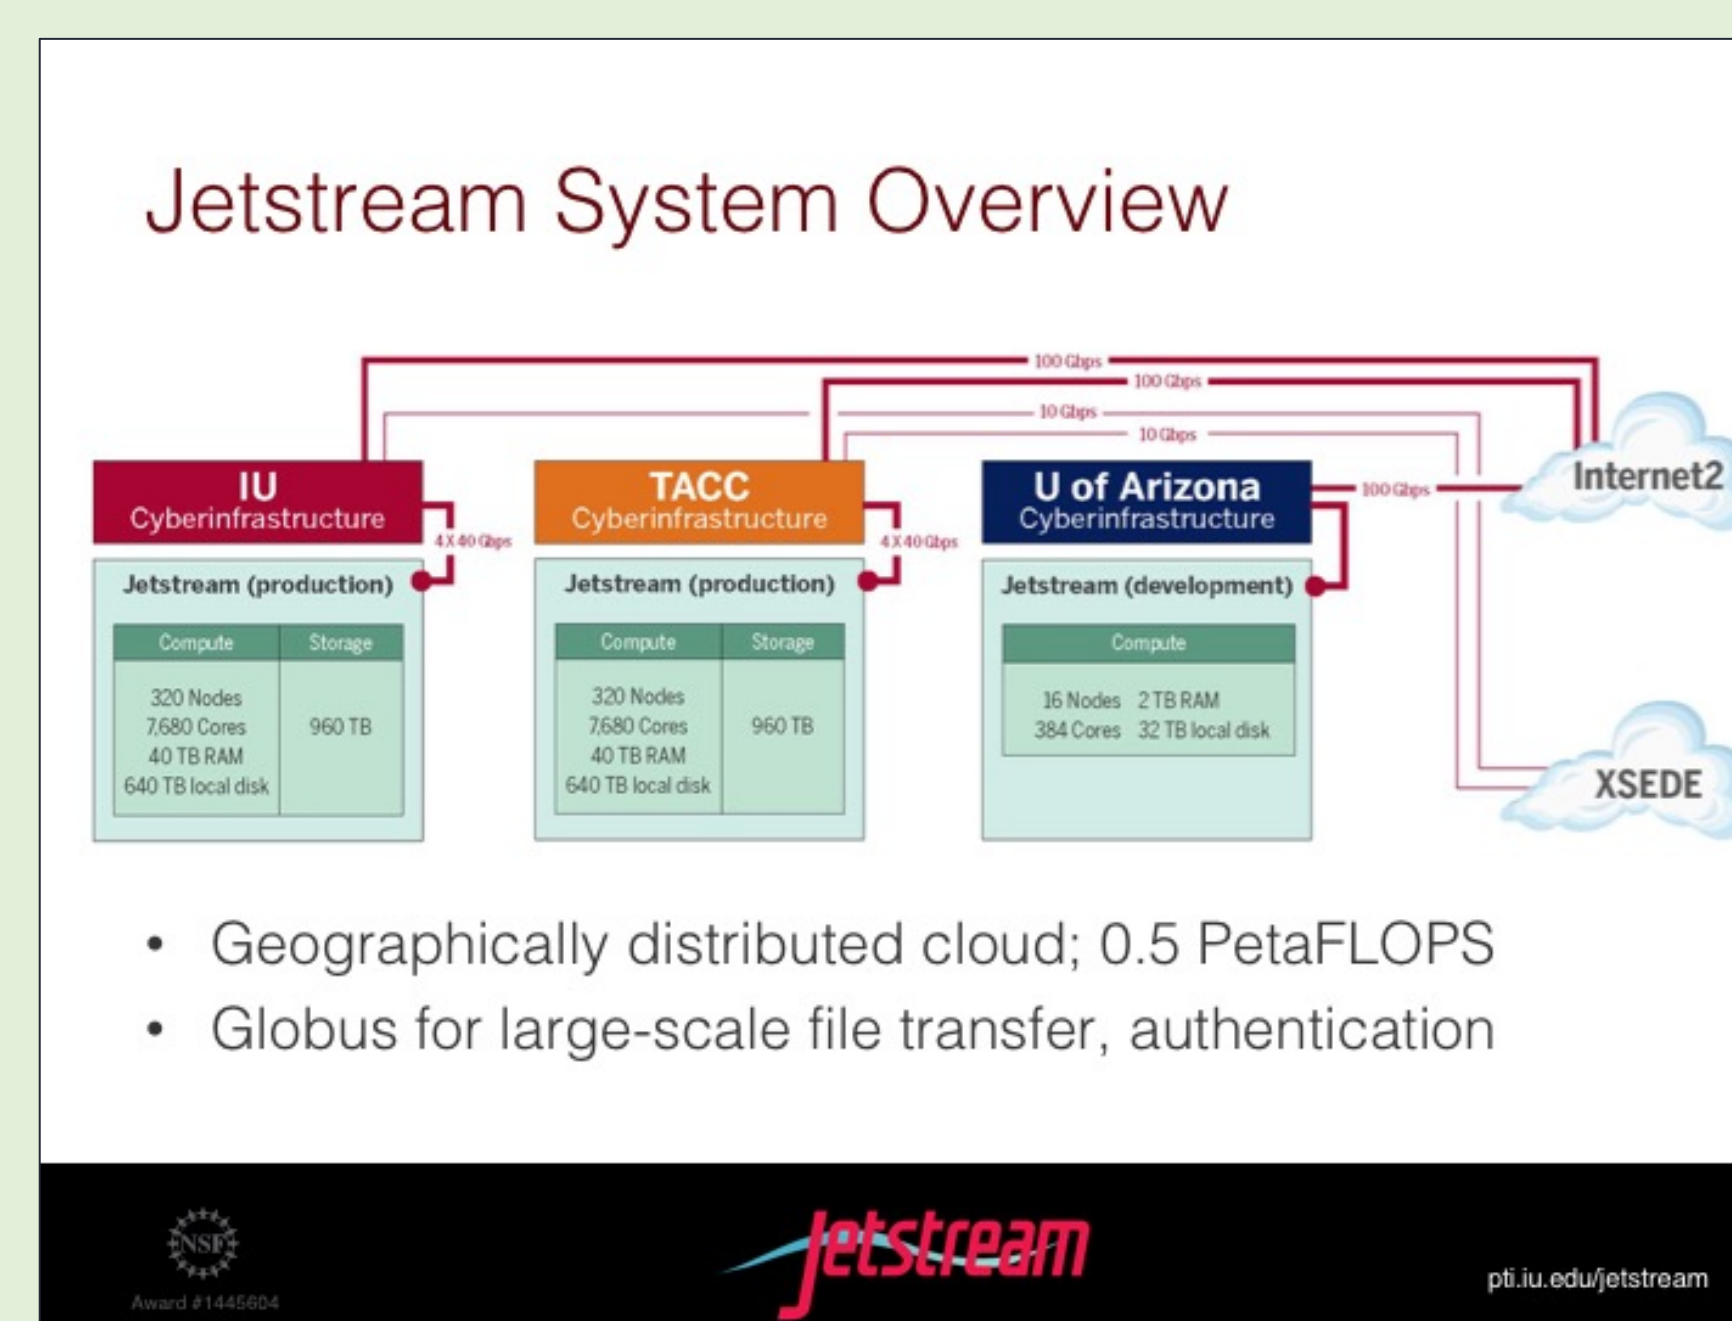 Jetstream System Overview
100 Gbps
100 Gbps
10 Gbps
10 Gbps
IU
Cyberinfrastructure
4 X 40 Gbps
Jetstream (production)
Compute Storage
320 Nodes
7,680 Cores 960 TB
40 TB RAM
640 TB local disk
TACC
Cyberinfrastructure
4 X 40 Gbps
Jetstream (production)
Compute Storage
320 Nodes
7,680 Cores 960 TB
40 TB RAM
640 TB local disk
U of Arizona
Cyberinfrastructure
100 Gbps
Jetstream (development)
Compute
16 Nodes 2 TB RAM
384 Cores 32 TB local disk
Internet2
XSEDE
• Geographically distributed cloud; 0.5 PetaFLOPS
• Globus for large-scale file transfer, authentication
NSF
Award #1445604
Jetstream
pti.iu.edu/jetstream